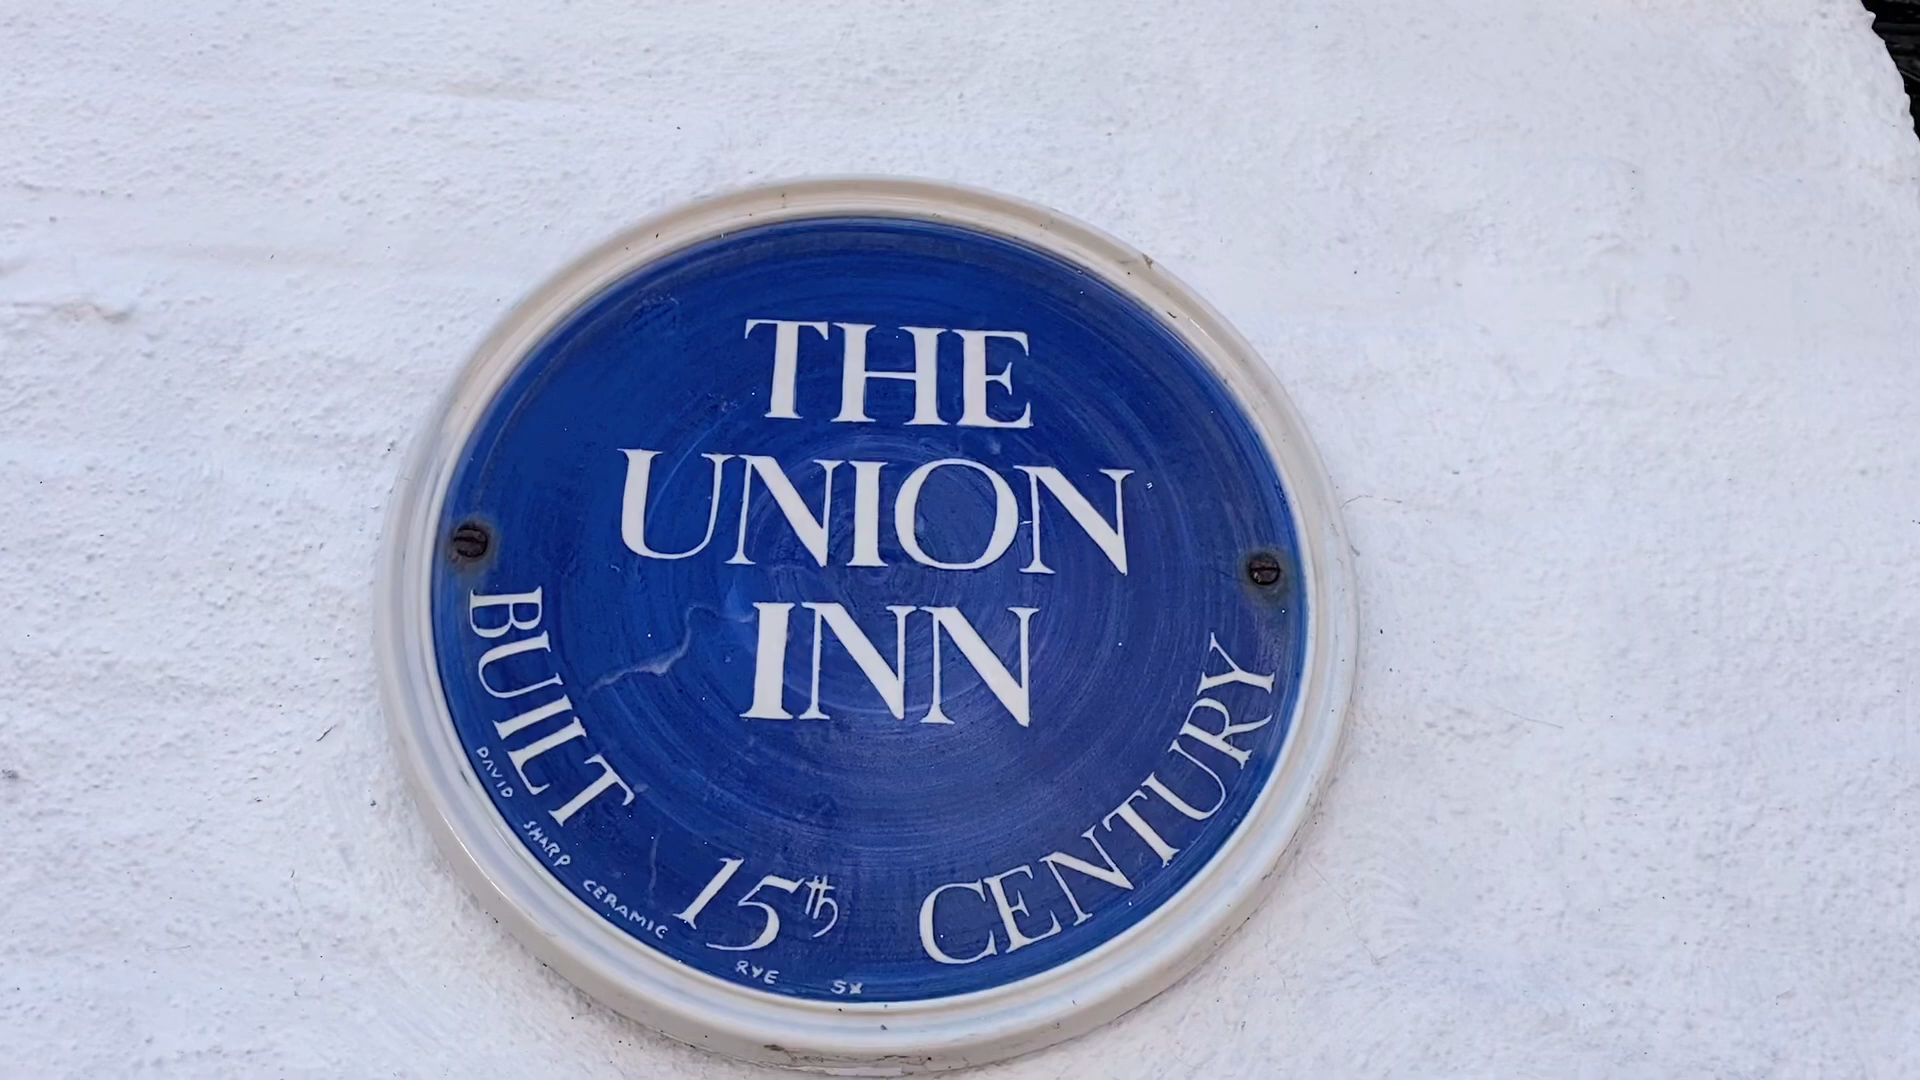 THE
UNION
INN
BUILT 15th CENTURY
DAVID SHARP CERAMIC RYE SX